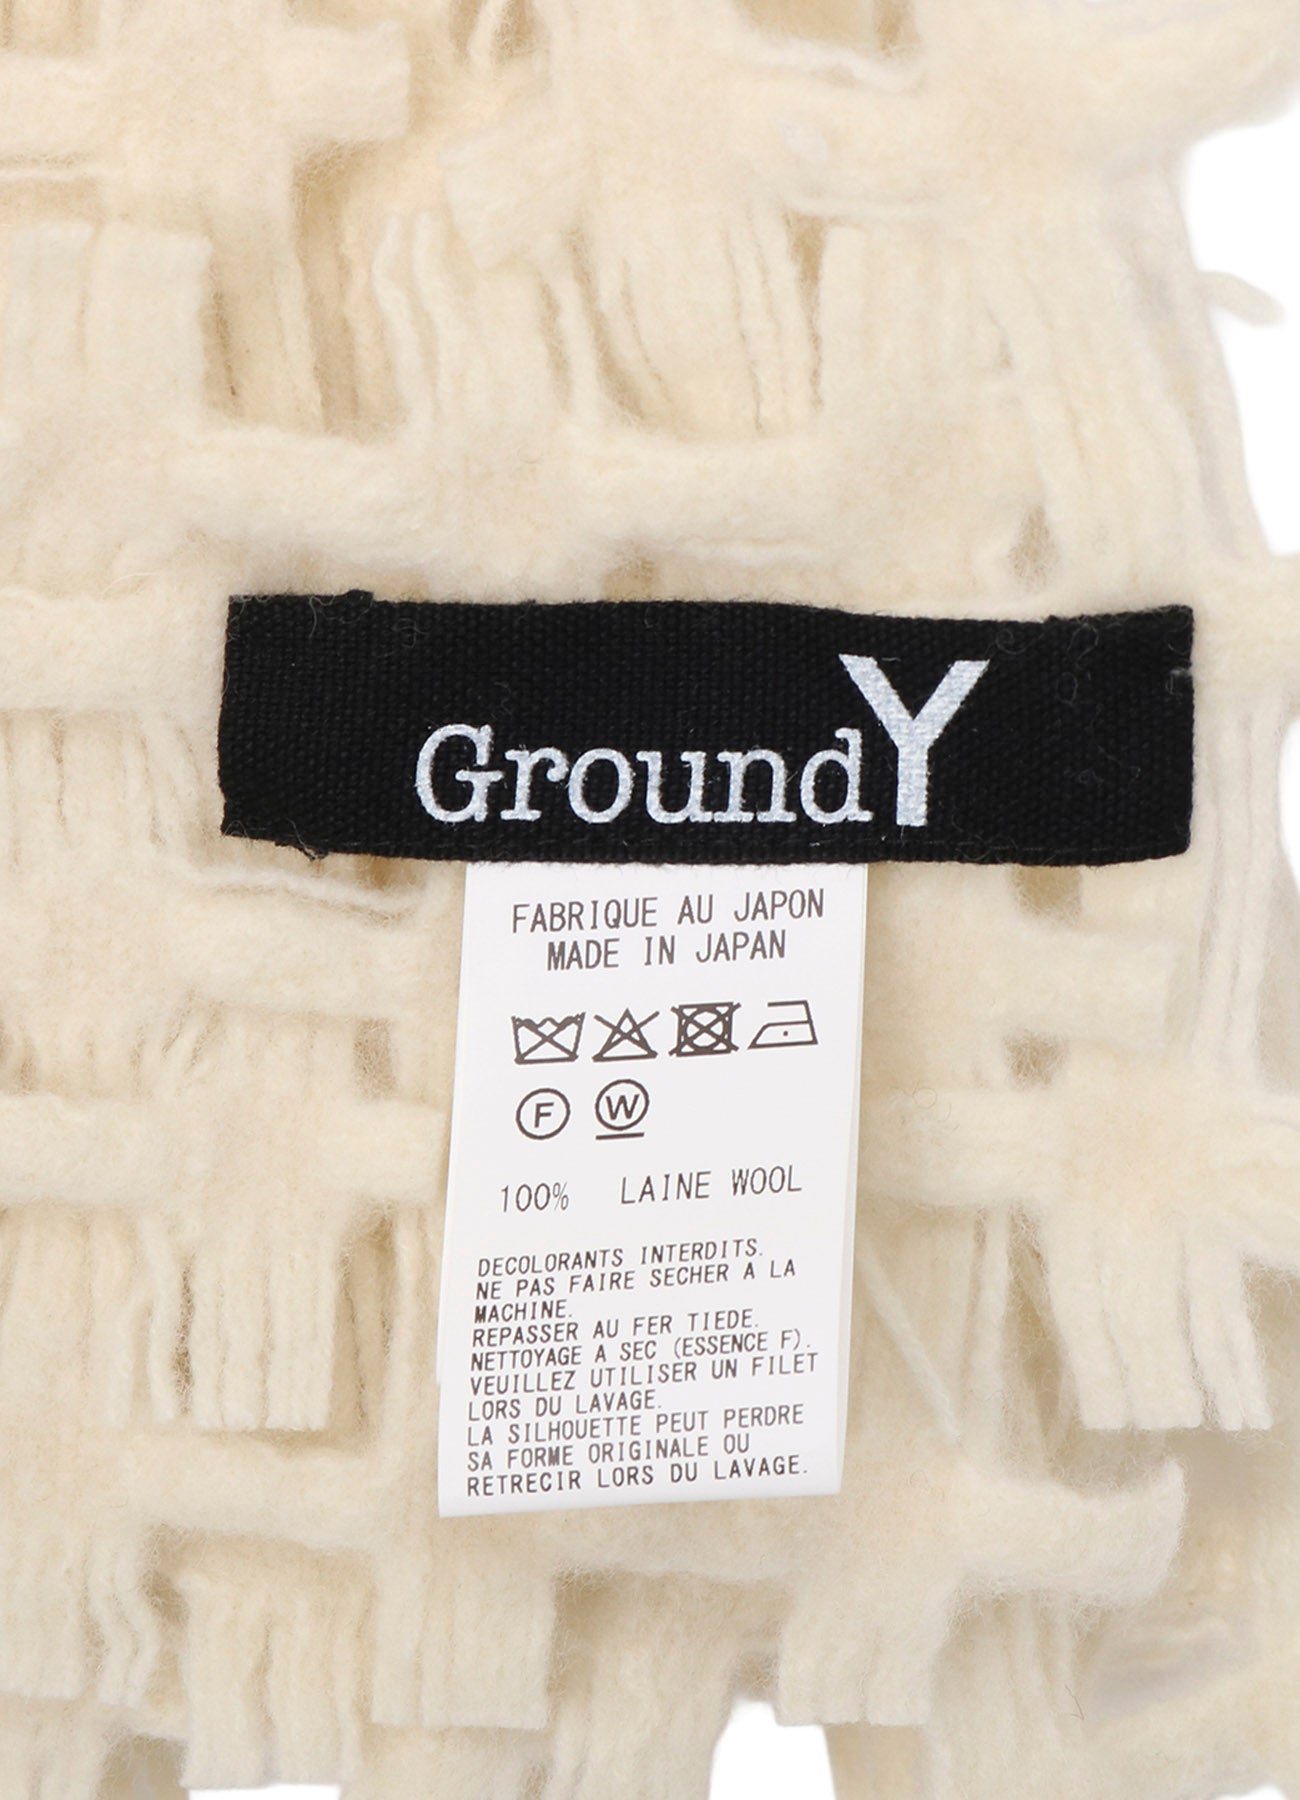 GroundY
FABRIQUE AU JAPON
MADE IN JAPAN
F W
100% LAINE WOOL
DECOLORANTS INTERDITS.
NE PAS FAIRE SECHER A LA
MACHINE.
REPASSER AU FER TIEDE.
NETTOYAGE A SEC (ESSENCE F).
VEUILLEZ UTILISER UN FILET
LORS DU LAVAGE.
LA SILHOUETTE PEUT PERDRE
SA FORME ORIGINALE OU
RETRECIR LORS DU LAVAGE.